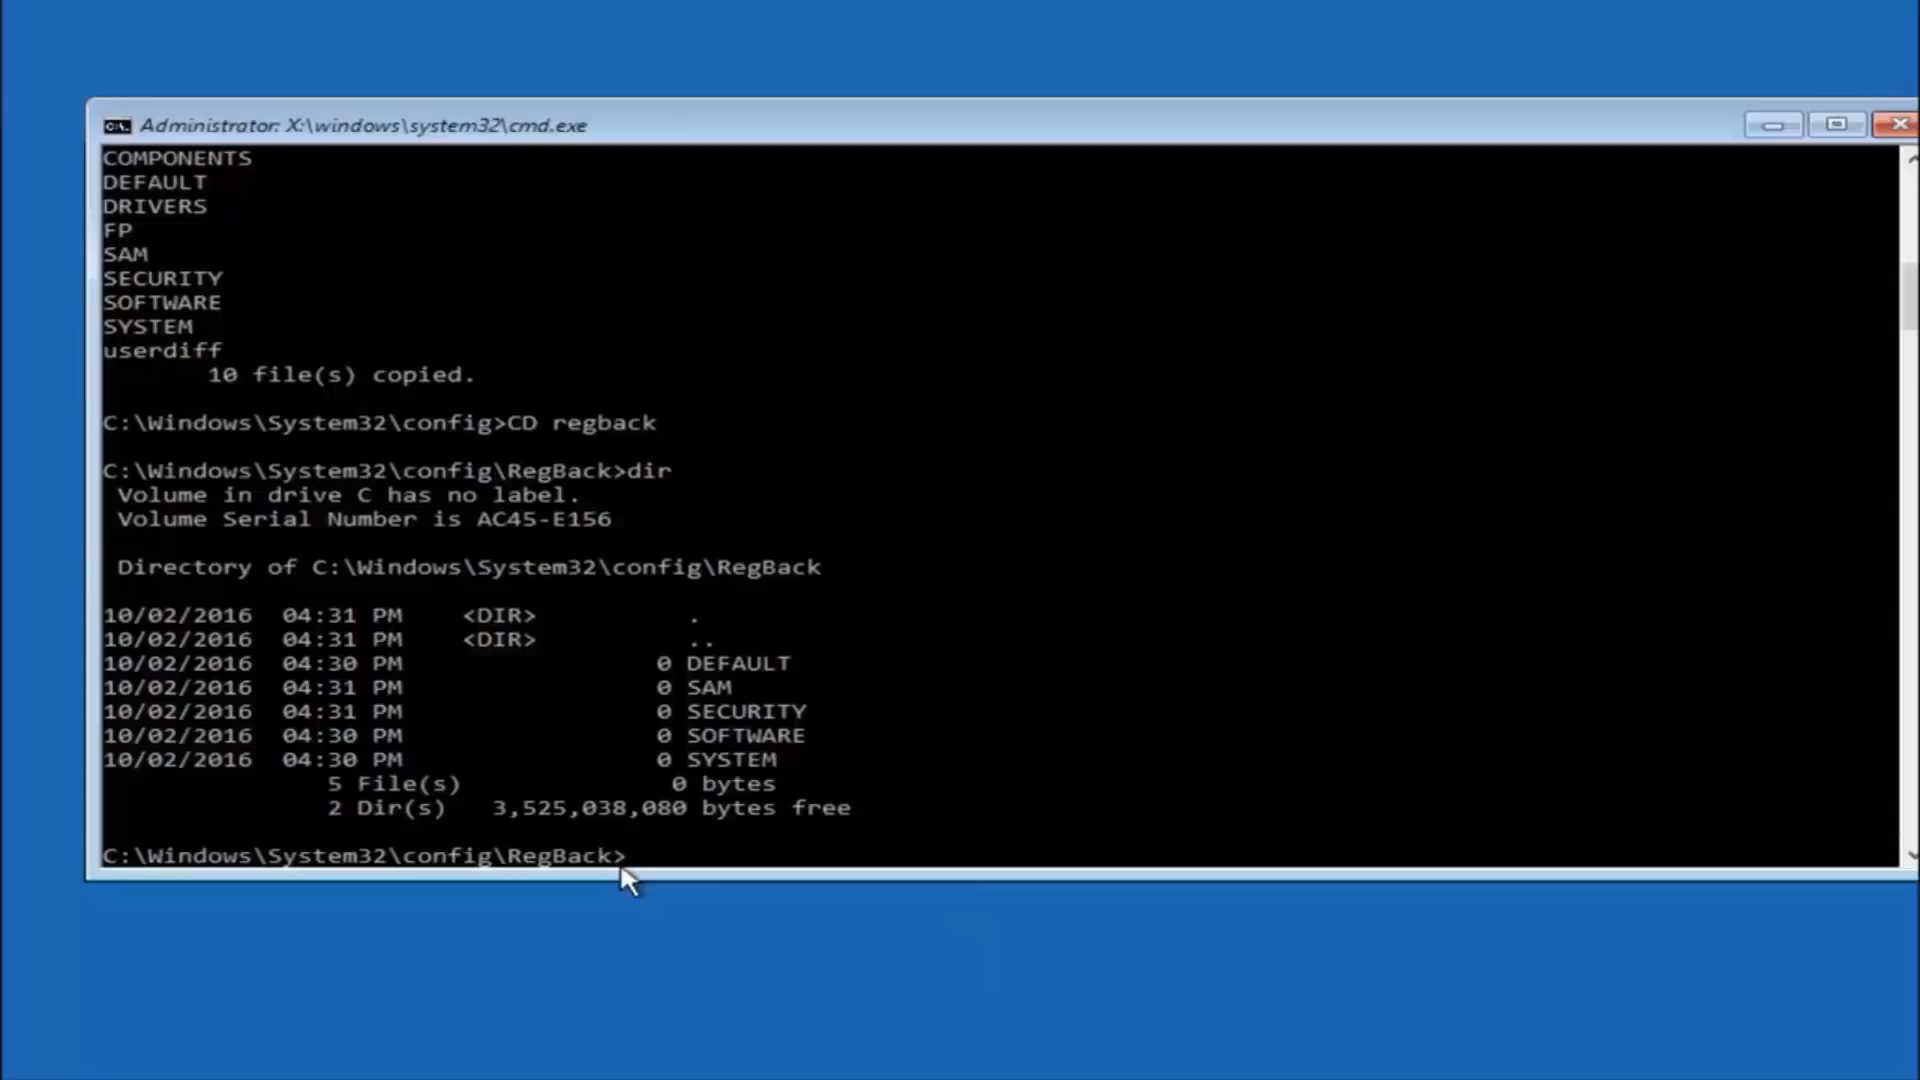 Administrator: X:\windows\system32\cmd.exe
COMPONENTS
DEFAULT
DRIVERS
FP
SAM
SECURITY
SOFTWARE
SYSTEM
userdiff
10 file(s) copied.
C:\Windows\System32\config>CD regback
C:\Windows\System32\config\RegBack>dir
Volume in drive C has no label.
Volume Serial Number is AC45-E156
Directory of C:\Windows\System32\config\RegBack
10/02/2016  04:31 PM    <DIR>          .
10/02/2016  04:31 PM    <DIR>          ..
10/02/2016  04:30 PM                 0 DEFAULT
10/02/2016  04:31 PM                 0 SAM
10/02/2016  04:31 PM                 0 SECURITY
10/02/2016  04:30 PM                 0 SOFTWARE
10/02/2016  04:30 PM                 0 SYSTEM
5 File(s)              0 bytes
2 Dir(s)   3,525,038,080 bytes free
C:\Windows\System32\config\RegBack>